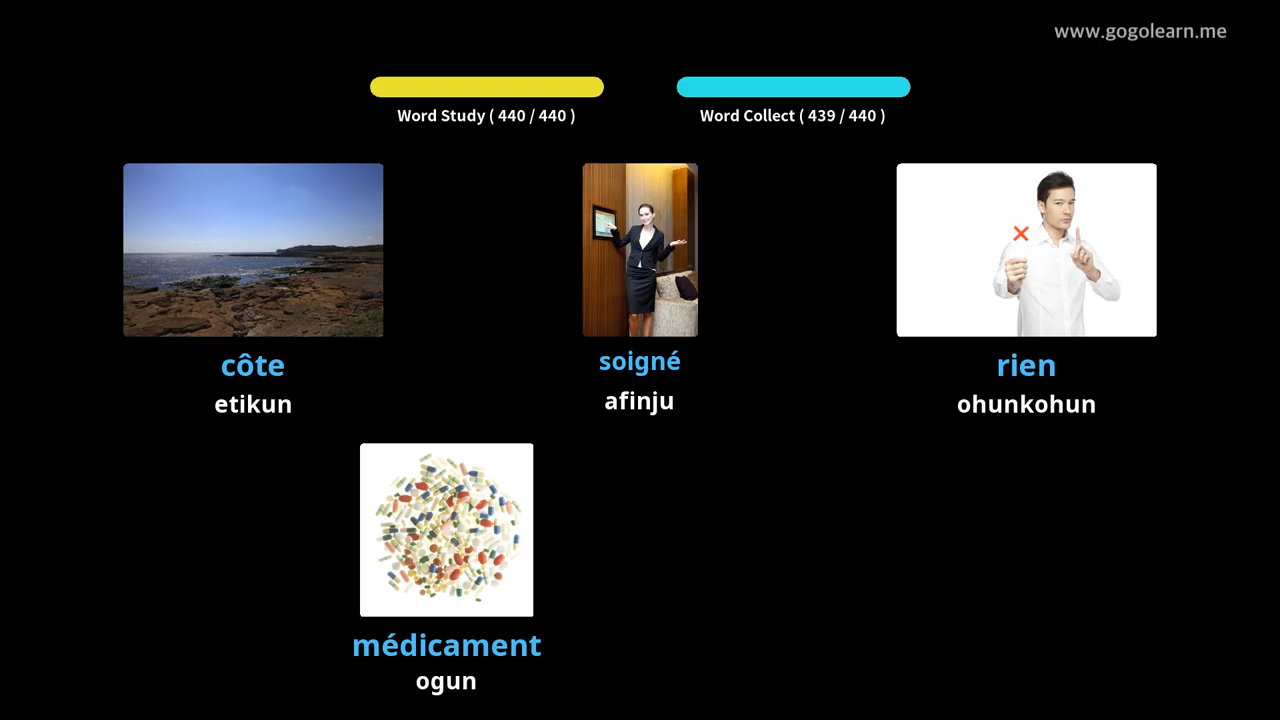 www.gogolearn.me
Word Study ( 440 / 440 )
Word Collect ( 439 / 440 )
côte
etikun
soigné
afinju
rien
ohunkohun
médicament
ogun